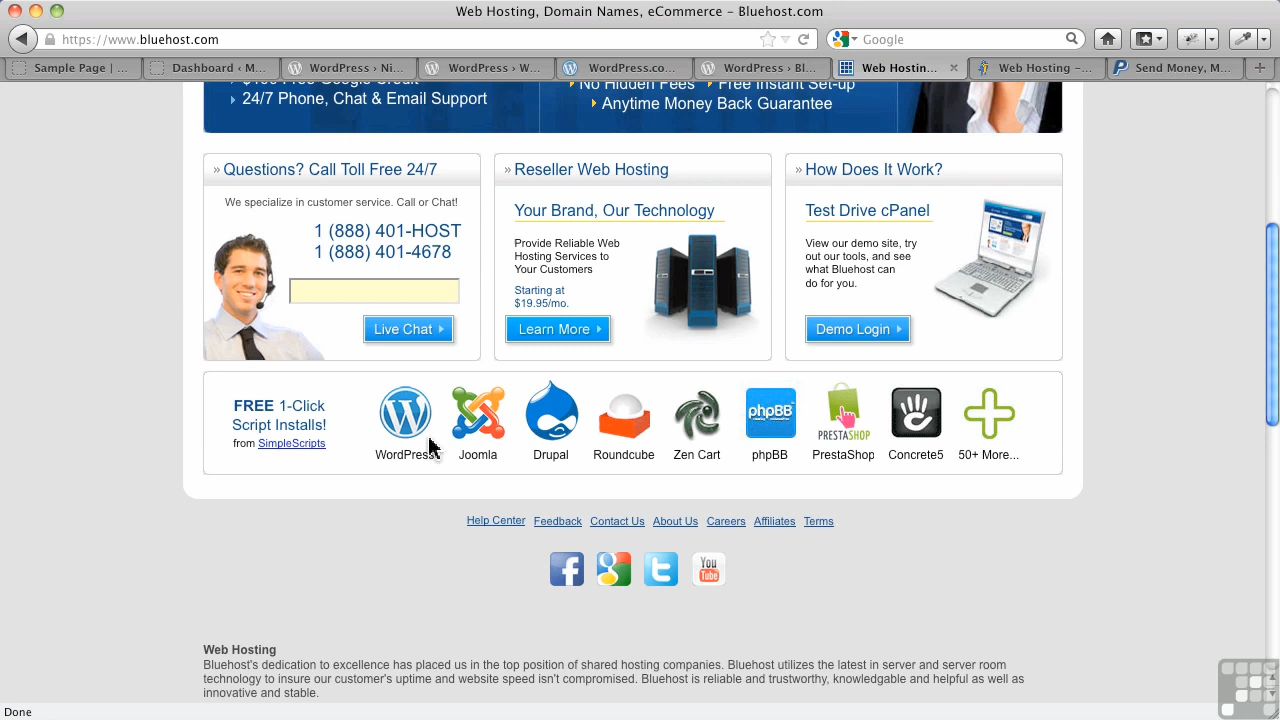 Web Hosting, Domain Names, eCommerce – Bluehost.com
https://www.bluehost.com
Google
Sample Page | ...
Dashboard ‹ M...
WordPress › Ni...
WordPress › W...
WordPress.co...
WordPress › Bl...
Web Hostin...
Web Hosting –...
Send Money, M...
24/7 Phone, Chat & Email Support
No Hidden Fees
Free Instant Set-up
Anytime Money Back Guarantee
» Questions? Call Toll Free 24/7
We specialize in customer service. Call or Chat!
1 (888) 401-HOST
1 (888) 401-4678
Live Chat
» Reseller Web Hosting
Your Brand, Our Technology
Provide Reliable Web
Hosting Services to
Your Customers
Starting at
$19.95/mo.
Learn More
» How Does It Work?
Test Drive cPanel
View our demo site, try
out our tools, and see
what Bluehost can
do for you.
Demo Login
FREE 1-Click
Script Installs!
from SimpleScripts
WordPress
Joomla
Drupal
Roundcube
Zen Cart
phpBB
phpBB
PRESTASHOP
PrestaShop
Concrete5
50+ More...
Help Center Feedback Contact Us About Us Careers Affiliates Terms
You
Tube
Web Hosting
Bluehost's dedication to excellence has placed us in the top position of shared hosting companies. Bluehost utilizes the latest in server and server room
technology to insure our customer's uptime and website speed isn't compromised. Bluehost is reliable and trustworthy, knowledgable and helpful as well as
innovative and stable.
Done